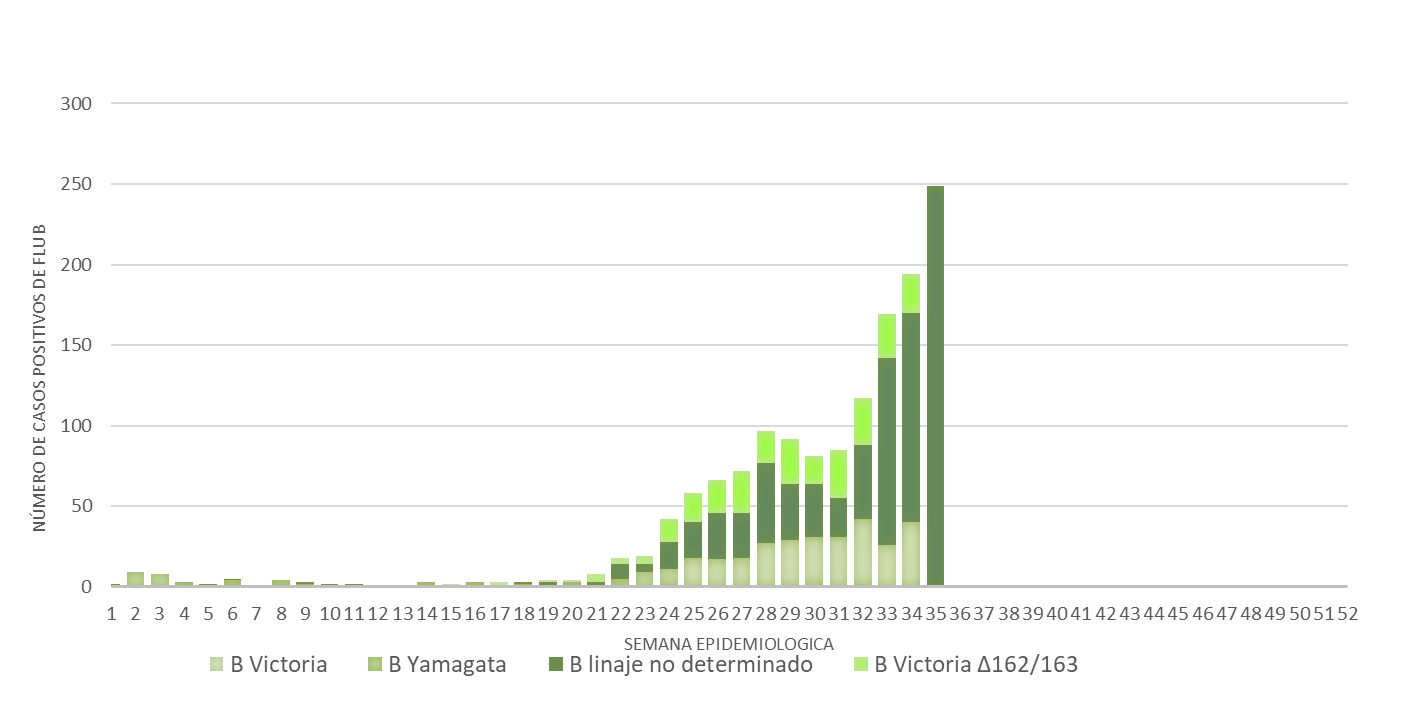 300
250
200
150
100
50
0
NÚMERO DE CASOS POSITIVOS DE FLUB
1 2 3 4 5 6 7 8 9 10 11 12 13 14 15 16 17 18 19 20 21 22 23 24 25 26 27 28 29 30 31 32 33 34 35 36 37 38 39 40 41 42 43 44 45 46 47 48 49 50 51 52
SEMANA EPIDEMIOLOGICA
B Victoria B Yamagata B linaje no determinado B Victoria Δ162/163